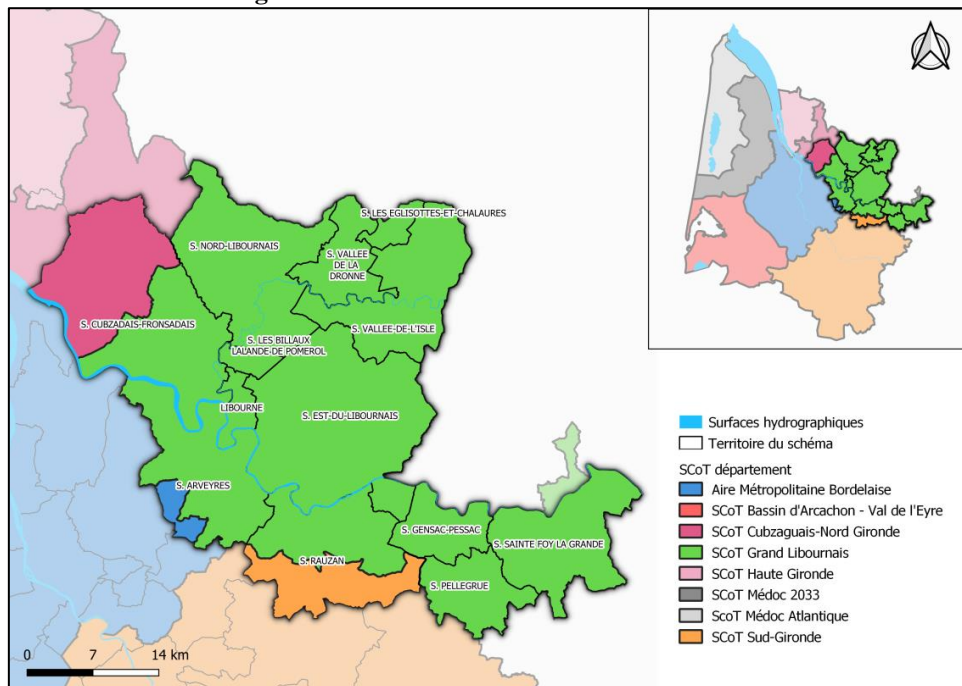 S. LES EGLISOTTES-ET-CHALAURES
S. NORD-LIBOURNAIS
S. VALLEE
DE LA
DRONNE
S. CUBZADAIS-FRONSADAIS
S. VALLEE-DE-L'ISLE
S. LES BILLAUX
LALANDE-DE POMEROL
LIBOURNE
S. EST-DU-LIBOURNAIS
S. ARVEYRES
S. GENSAC-PESSAC
S. SAINTE FOY LA GRANDE
S. RAUZAN
S. PELLEGRUE
0 7 14 km
Surfaces hydrographiques
Territoire du schéma
SCoT département
Aire Métropolitaine Bordelaise
SCoT Bassin d'Arcachon - Val de l'Eyre
SCoT Cubzaguais-Nord Gironde
SCoT Grand Libournais
SCoT Haute Gironde
SCoT Médoc 2033
SCoT Médoc Atlantique
SCoT Sud-Gironde